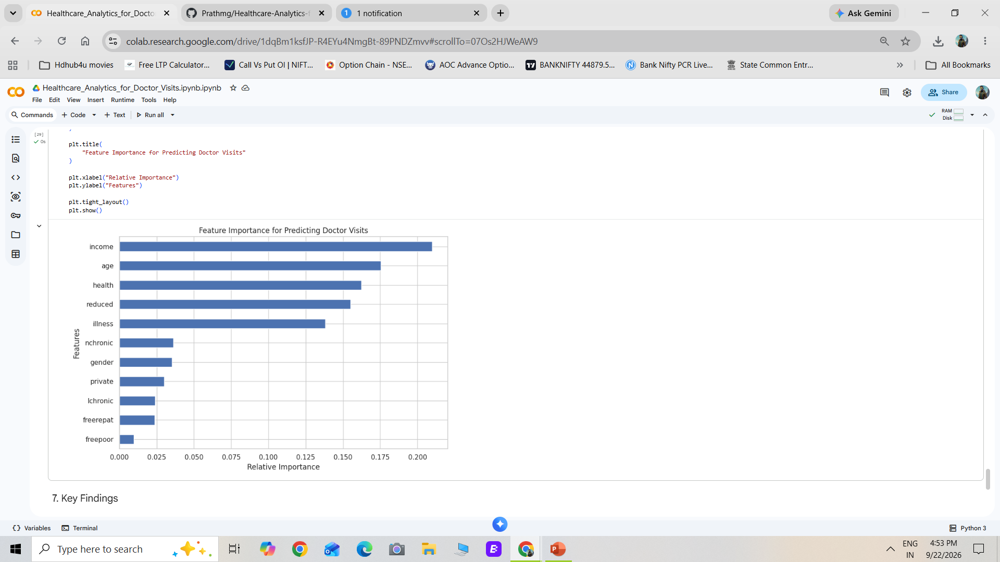 Healthcare_Analytics_for_Docto
Prathmg/Healthcare-Analytics-f
1
1 notification
Ask Gemini
colab.research.google.com/drive/1dqBm1ksfJP-R4EYu4NmgBt-89PNDZmvv#scrollTo=07Os2HJWeAW9
Hdhub4u movies
Free LTP Calculator...
Call Vs Put OI | NIFT...
Option Chain - NSE...
AOC Advance Optio...
BANKNIFTY 44879.5...
Bank Nifty PCR Live...
State Common Entr...
All Bookmarks
Healthcare_Analytics_for_Doctor_Visits.ipynb.ipynb
File Edit View Insert Runtime Tools Help
Share
Commands + Code + Text Run all
RAM
Disk
[29]
0s
plt.title(
"Feature Importance for Predicting Doctor Visits"
)
plt.xlabel("Relative Importance")
plt.ylabel("Features")
plt.tight_layout()
plt.show()
Feature Importance for Predicting Doctor Visits
income
age
health
reduced
illness
nchronic
gender
private
lchronic
freerepat
freepoor
Features
0.000 0.025 0.050 0.075 0.100 0.125 0.150 0.175 0.200
Relative Importance
7. Key Findings
Variables
Terminal
Python 3
Type here to search
ENG
IN
4:53 PM
9/22/2026